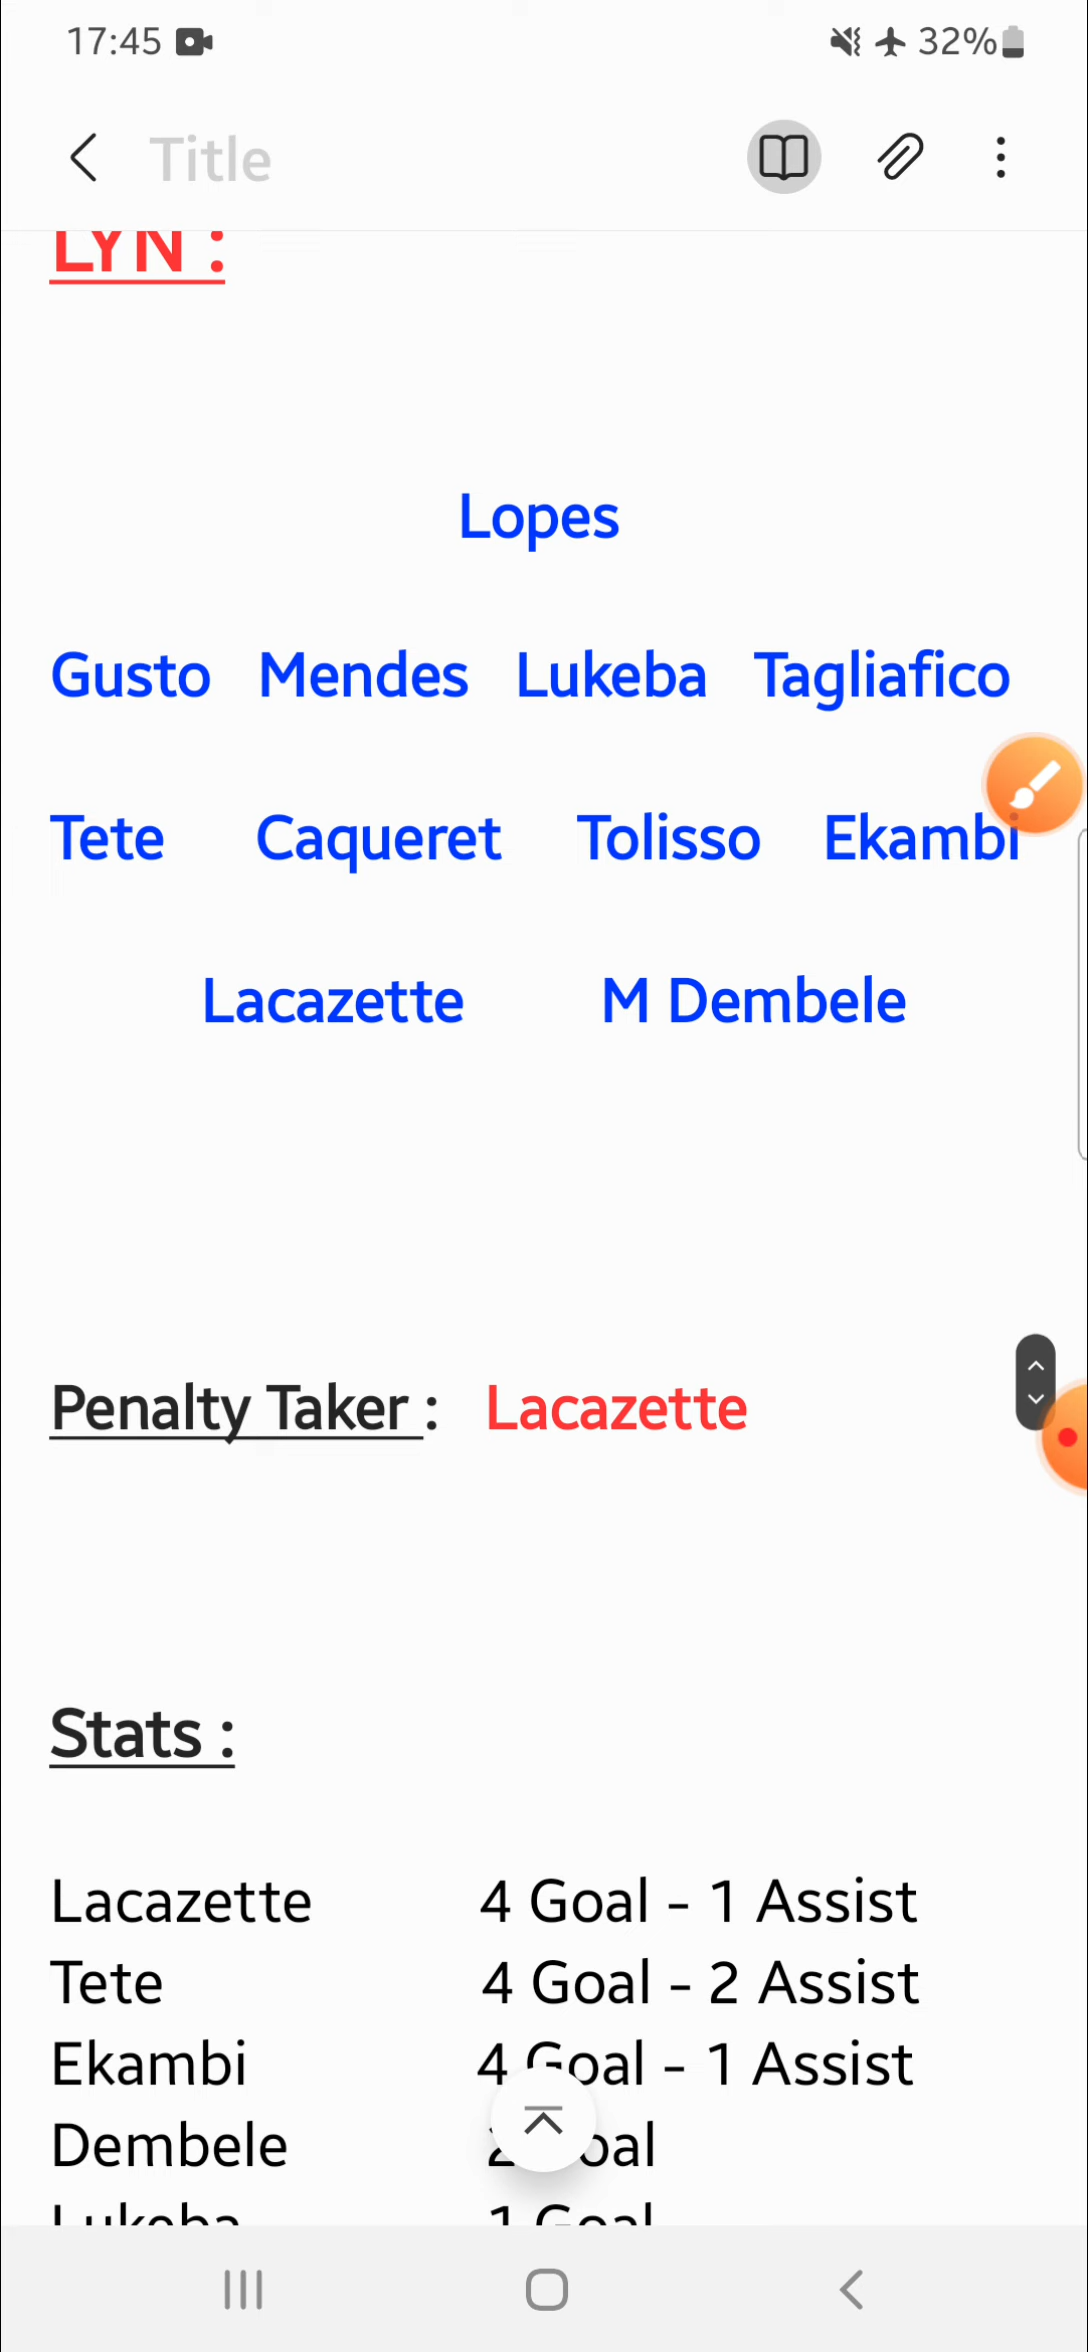 17:45 32%
Title
LYN :
Lopes
Gusto Mendes Lukeba Tagliafico
Tete Caqueret Tolisso Ekambi
Lacazette M Dembele
Penalty Taker : Lacazette
Stats :
Lacazette 4 Goal - 1 Assist
Tete 4 Goal - 2 Assist
Ekambi 4 Goal - 1 Assist
Dembele 2 Goal
Lukeba 1 Goal